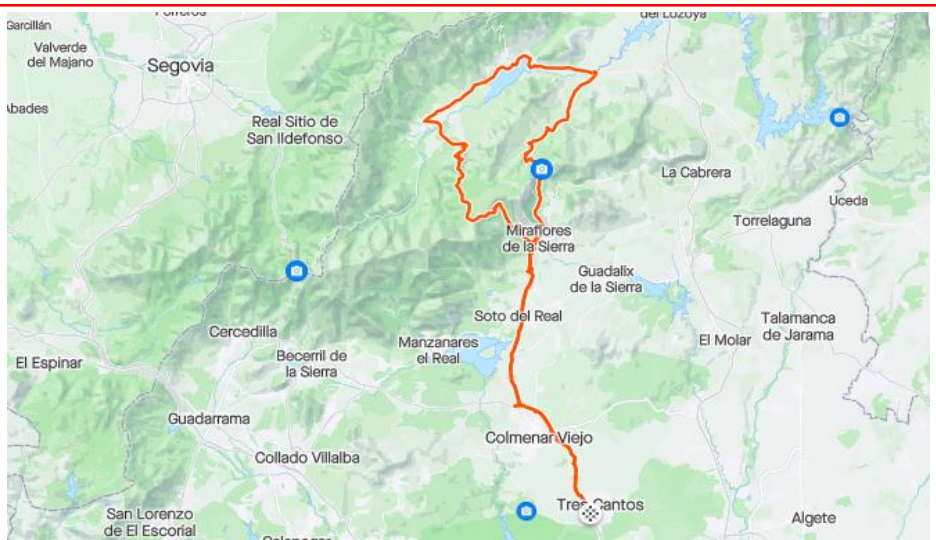 Garcillán
Valverde
del Majano
Segovia
del Lozoya
Abades
Real Sitio de
San Ildefonso
La Cabrera
Uceda
Torrelaguna
Miraflores
de la Sierra
Guadalix
de la Sierra
Soto del Real
Talamanca
de Jarama
Cercedilla
Manzanares
el Real
El Molar
El Espinar
Becerril de
la Sierra
Guadarrama
Colmenar Viejo
Collado Villalba
Tres Cantos
San Lorenzo
de El Escorial
Algete